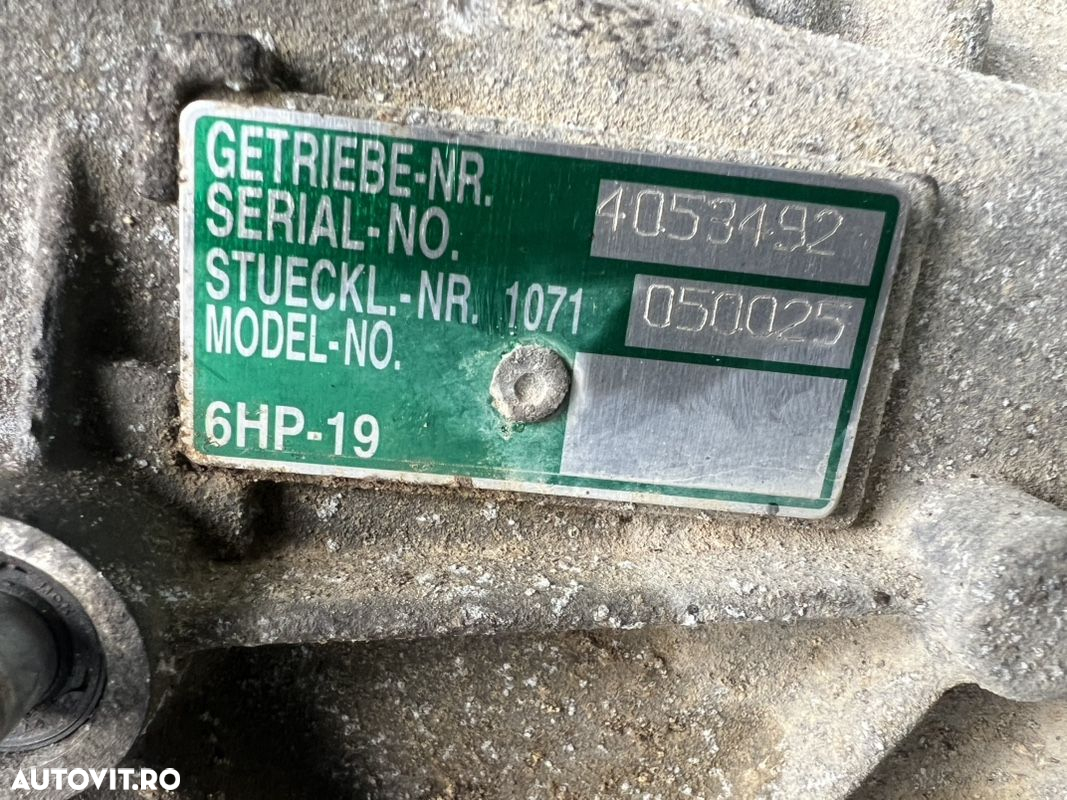 GETRIEBE-NR.
SERIAL-NO. 4053492
STUECKL.-NR. 1071 050025
MODEL-NO.
6HP-19
AUTOVIT.RO